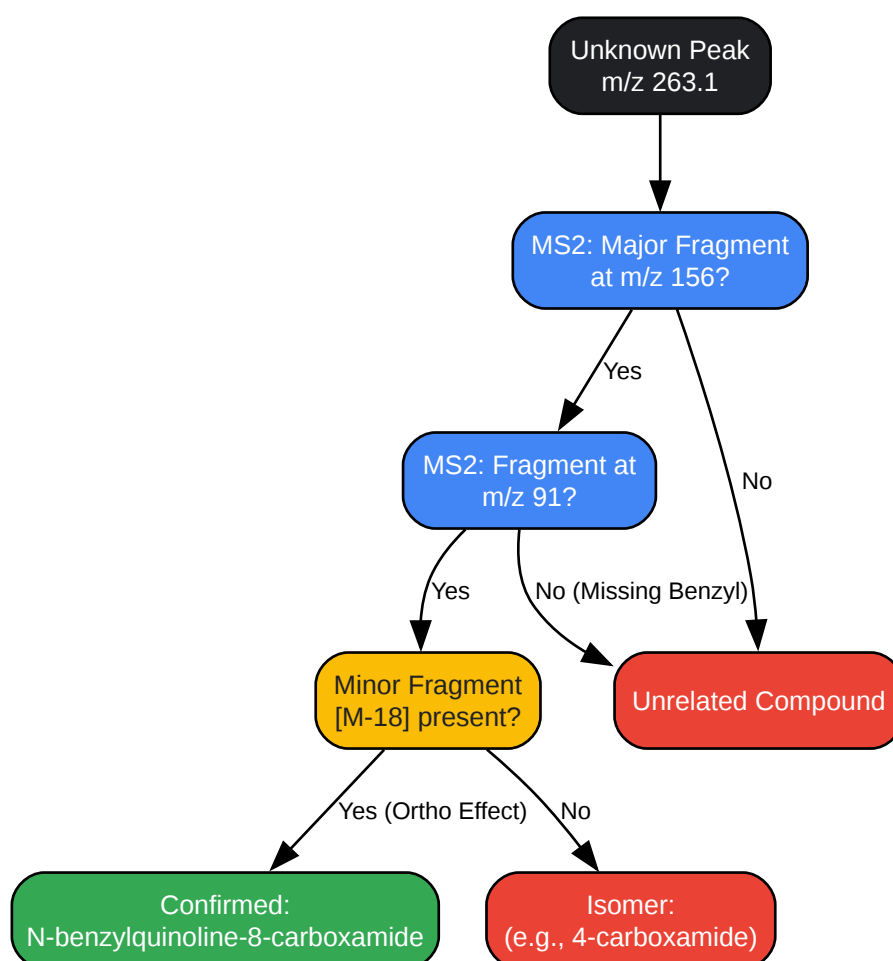 Unknown Peak
m/z 263.1
MS2: Major Fragment
at m/z 156?
Yes
MS2: Fragment at
m/z 91?
No
Yes
No (Missing Benzyl)
Minor Fragment
[M-18] present?
Unrelated Compound
Yes (Ortho Effect)
No
Confirmed:
N-benzylquinoline-8-carboxamide
Isomer:
(e.g., 4-carboxamide)